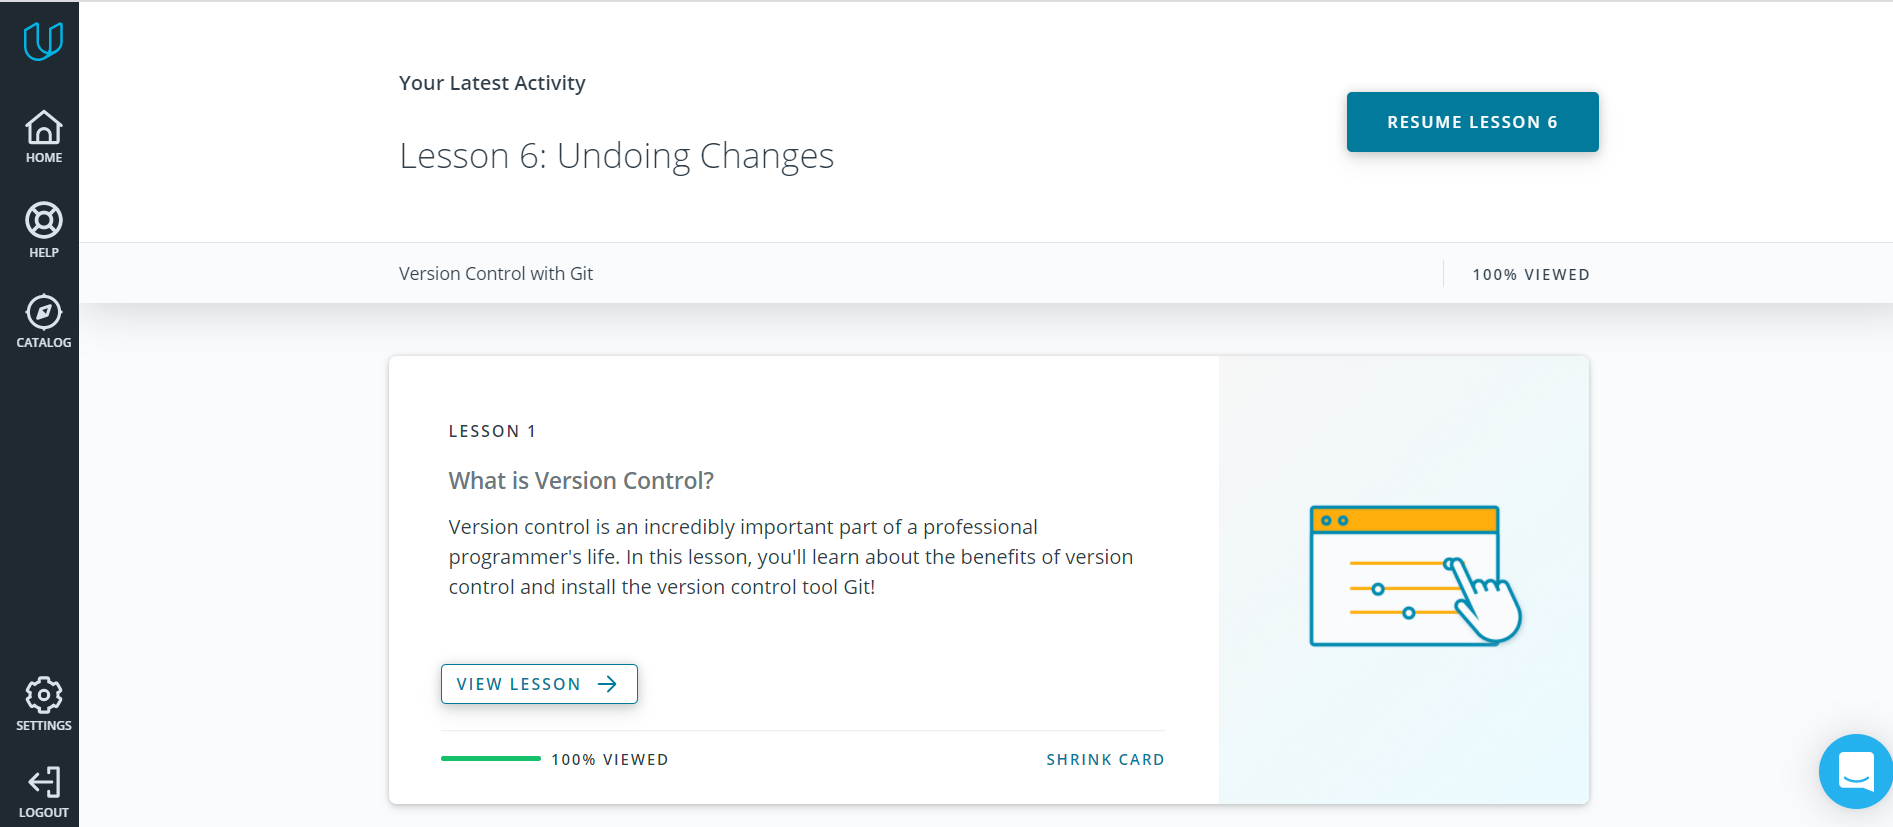 HOME
HELP
CATALOG
SETTINGS
LOGOUT
Your Latest Activity
Lesson 6: Undoing Changes
RESUME LESSON 6
Version Control with Git
100% VIEWED
LESSON 1
What is Version Control?
Version control is an incredibly important part of a professional
programmer's life. In this lesson, you'll learn about the benefits of version
control and install the version control tool Git!
VIEW LESSON
100% VIEWED
SHRINK CARD